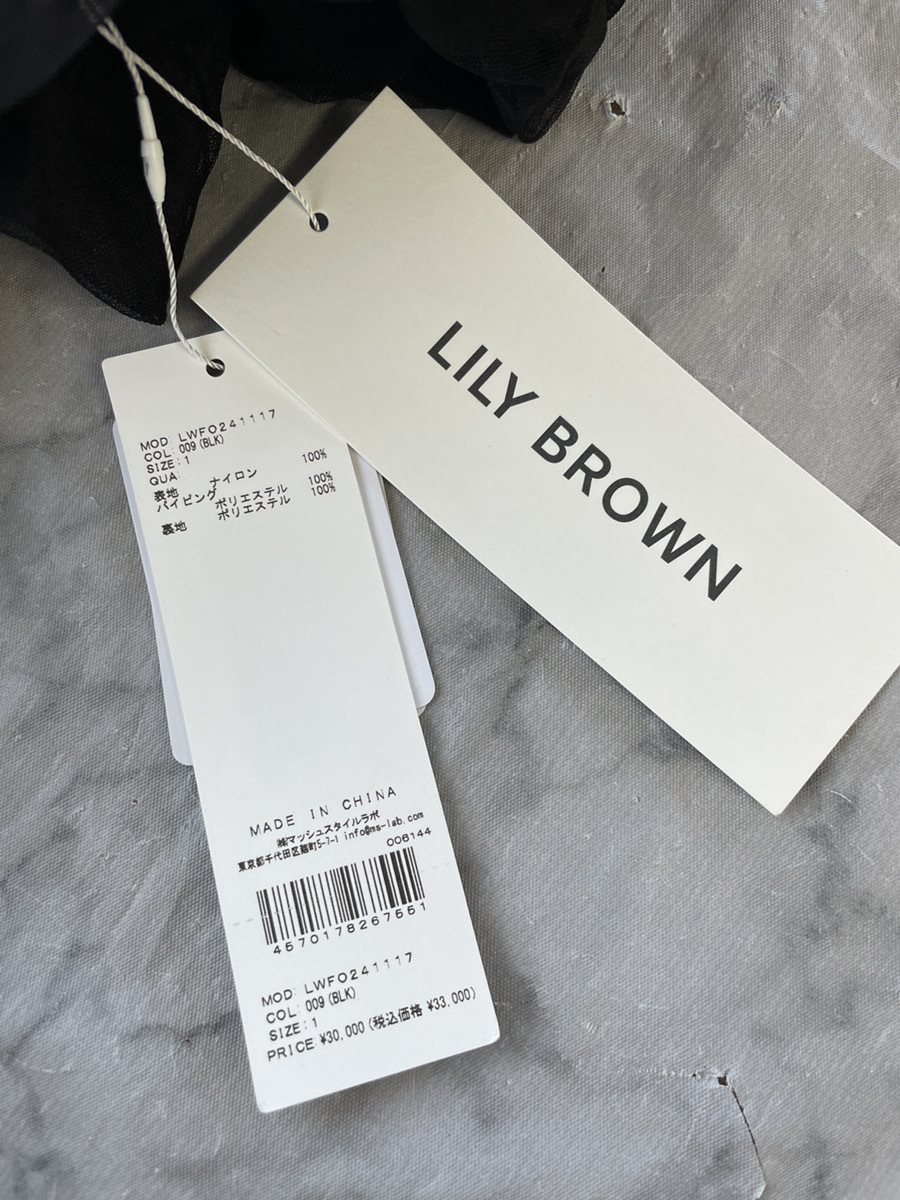 LILY BROWN
MOD: LWFO241117
COL: 009 (BLK)
SIZE: 1
QUA:
表地 ナイロン 100%
パイピング ポリエステル 100%
裏地 ポリエステル 100%
MADE IN CHINA
㈱マッシュスタイルラボ
東京都千代田区麹町5-7-1 info@ms-lab.com
006144
4570178267551
MOD: LWFO241117
COL: 009 (BLK)
SIZE: 1
PRICE: ¥30,000 (税込価格 ¥33,000)